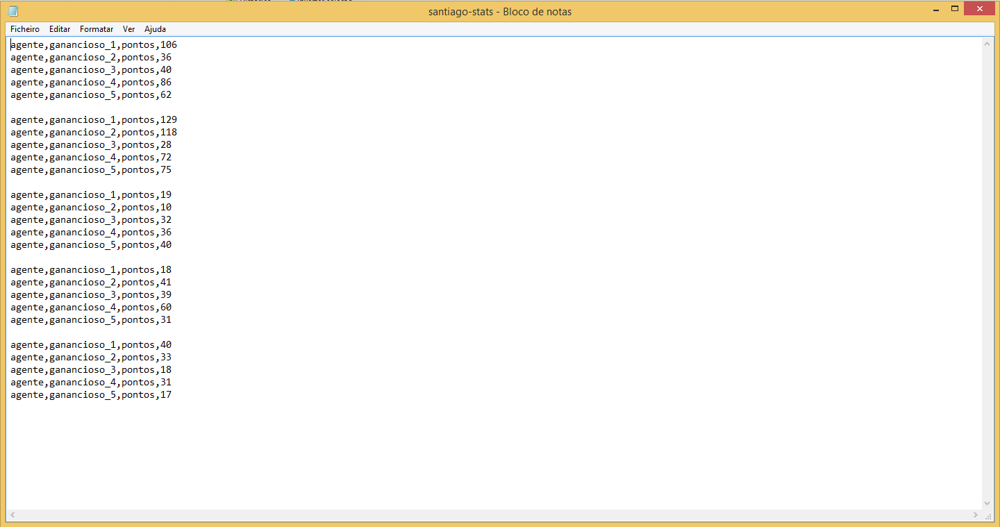 santiago-stats - Bloco de notas
Ficheiro Editar Formatar Ver Ajuda
agente,ganancioso_1,pontos,106
agente,ganancioso_2,pontos,36
agente,ganancioso_3,pontos,40
agente,ganancioso_4,pontos,86
agente,ganancioso_5,pontos,62

agente,ganancioso_1,pontos,129
agente,ganancioso_2,pontos,118
agente,ganancioso_3,pontos,28
agente,ganancioso_4,pontos,72
agente,ganancioso_5,pontos,75

agente,ganancioso_1,pontos,19
agente,ganancioso_2,pontos,10
agente,ganancioso_3,pontos,32
agente,ganancioso_4,pontos,36
agente,ganancioso_5,pontos,40

agente,ganancioso_1,pontos,18
agente,ganancioso_2,pontos,41
agente,ganancioso_3,pontos,39
agente,ganancioso_4,pontos,60
agente,ganancioso_5,pontos,31

agente,ganancioso_1,pontos,40
agente,ganancioso_2,pontos,33
agente,ganancioso_3,pontos,18
agente,ganancioso_4,pontos,31
agente,ganancioso_5,pontos,17